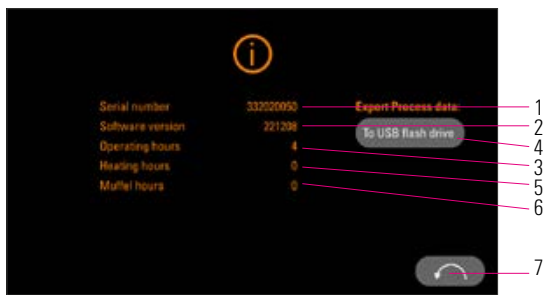 i
Serial number 332020050 Export Process data: 1
Software version 221208 To USB flash drive 2
4
Operating hours 4 3
Heating hours 0 5
Muffel hours 0 6
7